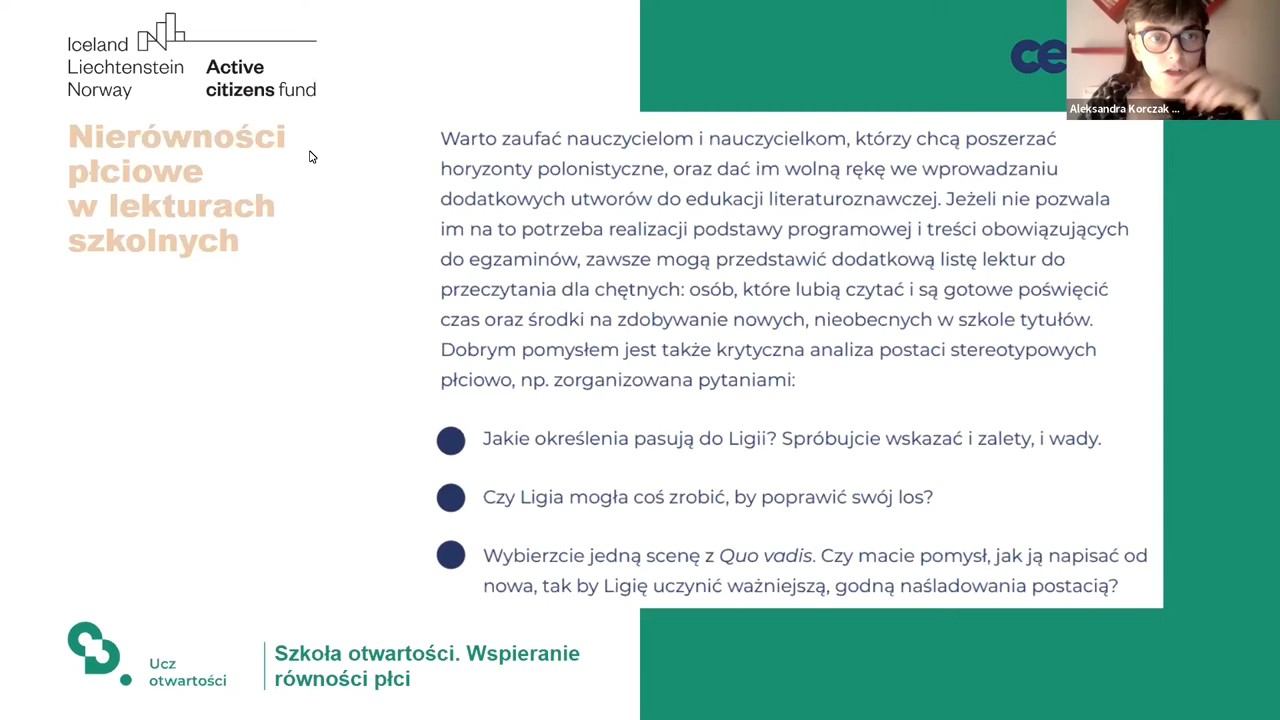 Iceland
Liechtenstein
Norway
Active
citizens fund
ce
Aleksandra Korczak ...
Nierówności
płciowe
w lekturach
szkolnych
Warto zaufać nauczycielom i nauczycielkom, którzy chcą poszerzać
horyzonty polonistyczne, oraz dać im wolną rękę we wprowadzaniu
dodatkowych utworów do edukacji literaturoznawczej. Jeżeli nie pozwala
im na to potrzeba realizacji podstawy programowej i treści obowiązujących
do egzaminów, zawsze mogą przedstawić dodatkową listę lektur do
przeczytania dla chętnych: osób, które lubią czytać i są gotowe poświęcić
czas oraz środki na zdobywanie nowych, nieobecnych w szkole tytułów.
Dobrym pomysłem jest także krytyczna analiza postaci stereotypowych
płciowo, np. zorganizowana pytaniami:
Jakie określenia pasują do Ligii? Spróbujcie wskazać i zalety, i wady.
Czy Ligia mogła coś zrobić, by poprawić swój los?
Wybierzcie jedną scenę z Quo vadis. Czy macie pomysł, jak ją napisać od
nowa, tak by Ligię uczynić ważniejszą, godną naśladowania postacią?
Ucz
otwartości
Szkoła otwartości. Wspieranie
równości płci